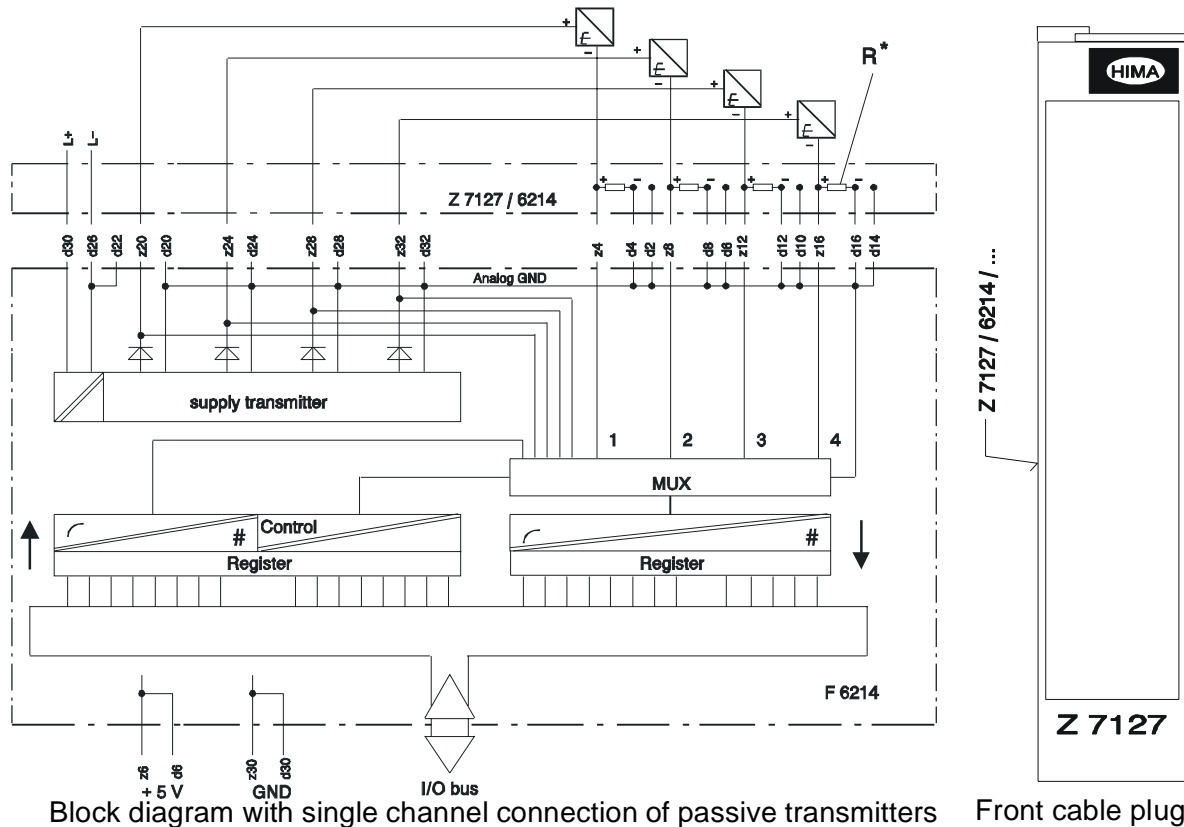 R*
HIMA
L+
L-
Z 7127 / 6214
d30
d26
d22
z20
d20
z24
d24
z28
d28
z32
d32
z4
d4
d2
z8
d8
d6
z12
d12
d10
z16
d16
d14
Analog GND
Z 7127 / 6214 / ...
supply transmitter
1 2 3 4
MUX
# Control
#
Register
Register
F 6214
Z 7127
z6
d6
z30
d30
+ 5 V
GND
I/O bus
Block diagram with single channel connection of passive transmitters
Front cable plug